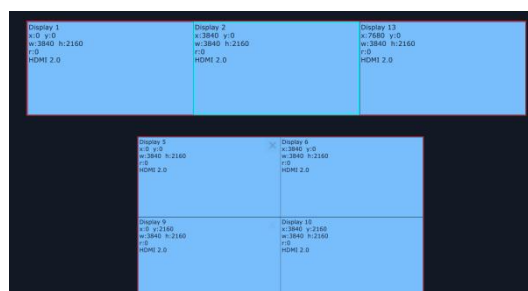 Display 1
x:0 y:0
w:3840 h:2160
r:0
HDMI 2.0
Display 2
x:3840 y:0
w:3840 h:2160
r:0
HDMI 2.0
Display 13
x:7680 y:0
w:3840 h:2160
r:0
HDMI 2.0
Display 5
x:0 y:0
w:3840 h:2160
r:0
HDMI 2.0
Display 6
x:3840 y:0
w:3840 h:2160
r:0
HDMI 2.0
Display 9
x:0 y:2160
w:3840 h:2160
r:0
HDMI 2.0
Display 10
x:3840 y:2160
w:3840 h:2160
r:0
HDMI 2.0